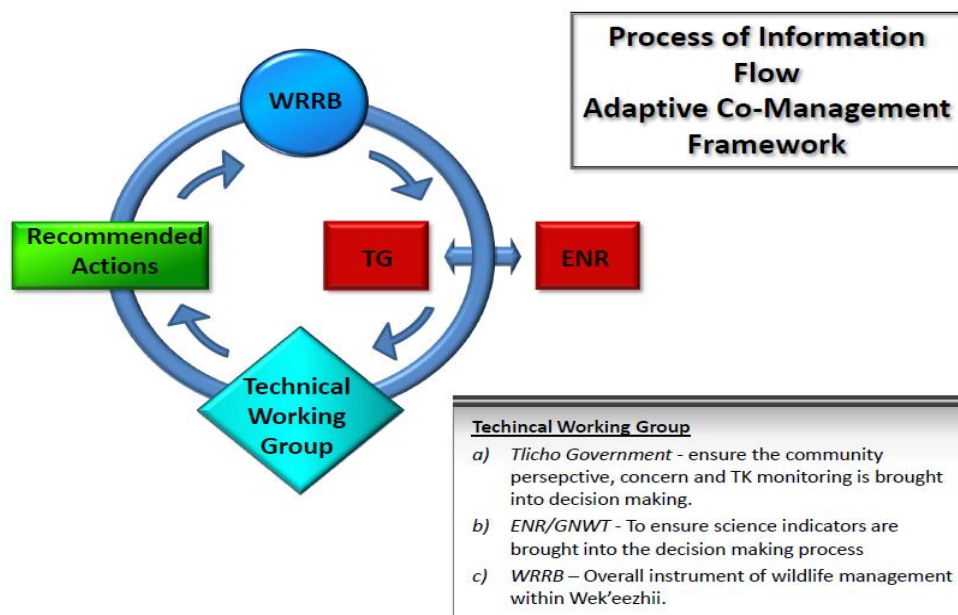 Process of Information
Flow
Adaptive Co-Management
Framework
WRRB
Recommended
Actions
TG
ENR
Technical
Working
Group
Techincal Working Group
a) Tlicho Government - ensure the community
persepctive, concern and TK monitoring is brought
into decision making.
b) ENR/GNWT - To ensure science indicators are
brought into the decision making process
c) WRRB – Overall instrument of wildlife management
within Wek’eezhii.